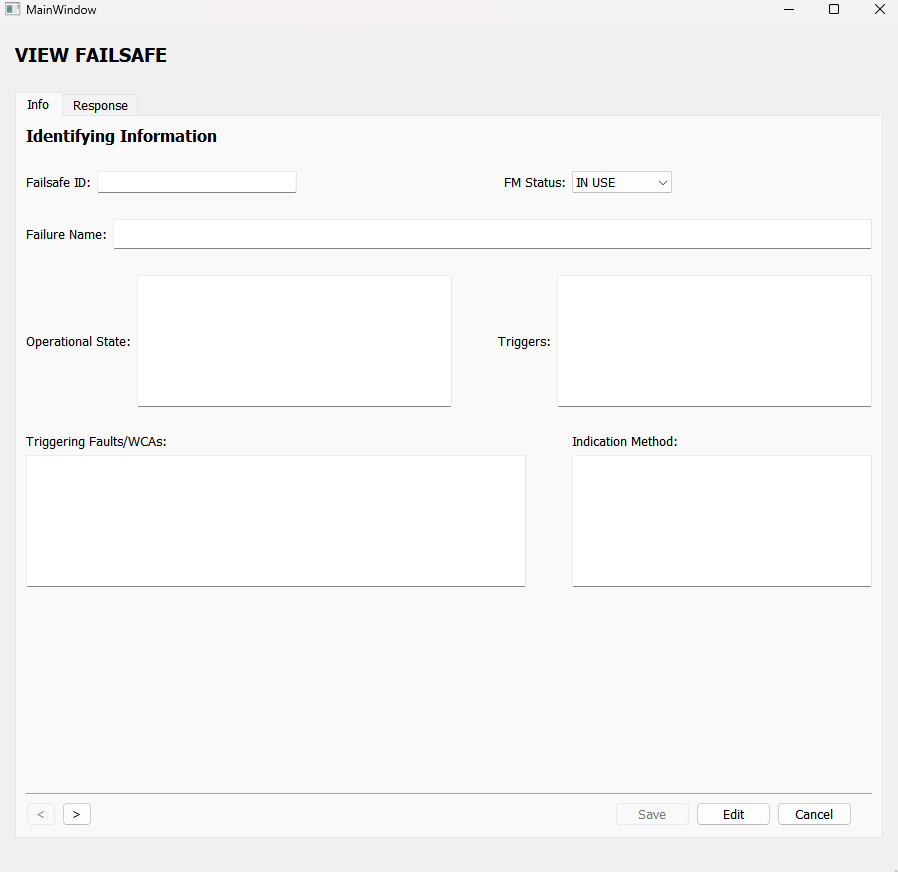 MainWindow
VIEW FAILSAFE
Info Response
Identifying Information
Failsafe ID: FM Status: IN USE
Failure Name:
Operational State: Triggers:
Triggering Faults/WCAs: Indication Method:
< > Save Edit Cancel